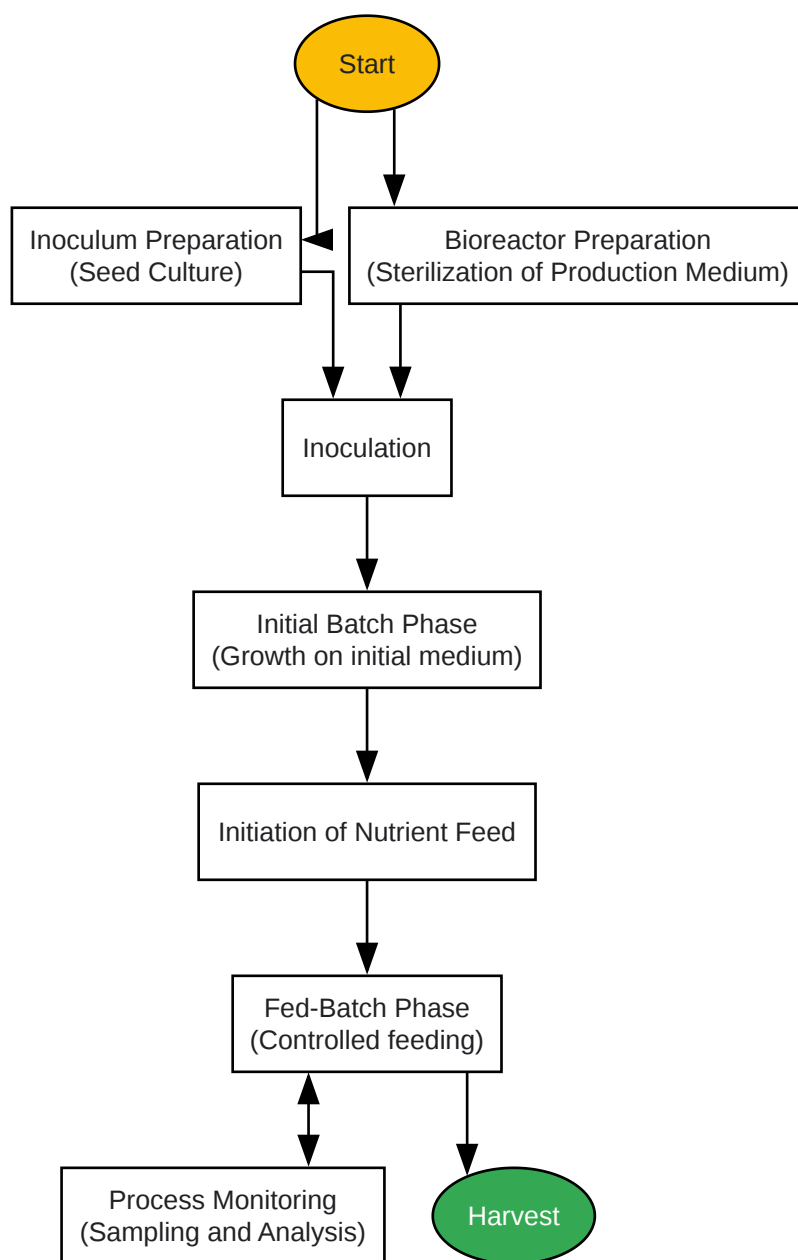 Start
Inoculum Preparation
(Seed Culture)
Bioreactor Preparation
(Sterilization of Production Medium)
Inoculation
Initial Batch Phase
(Growth on initial medium)
Initiation of Nutrient Feed
Fed-Batch Phase
(Controlled feeding)
Process Monitoring
(Sampling and Analysis)
Harvest